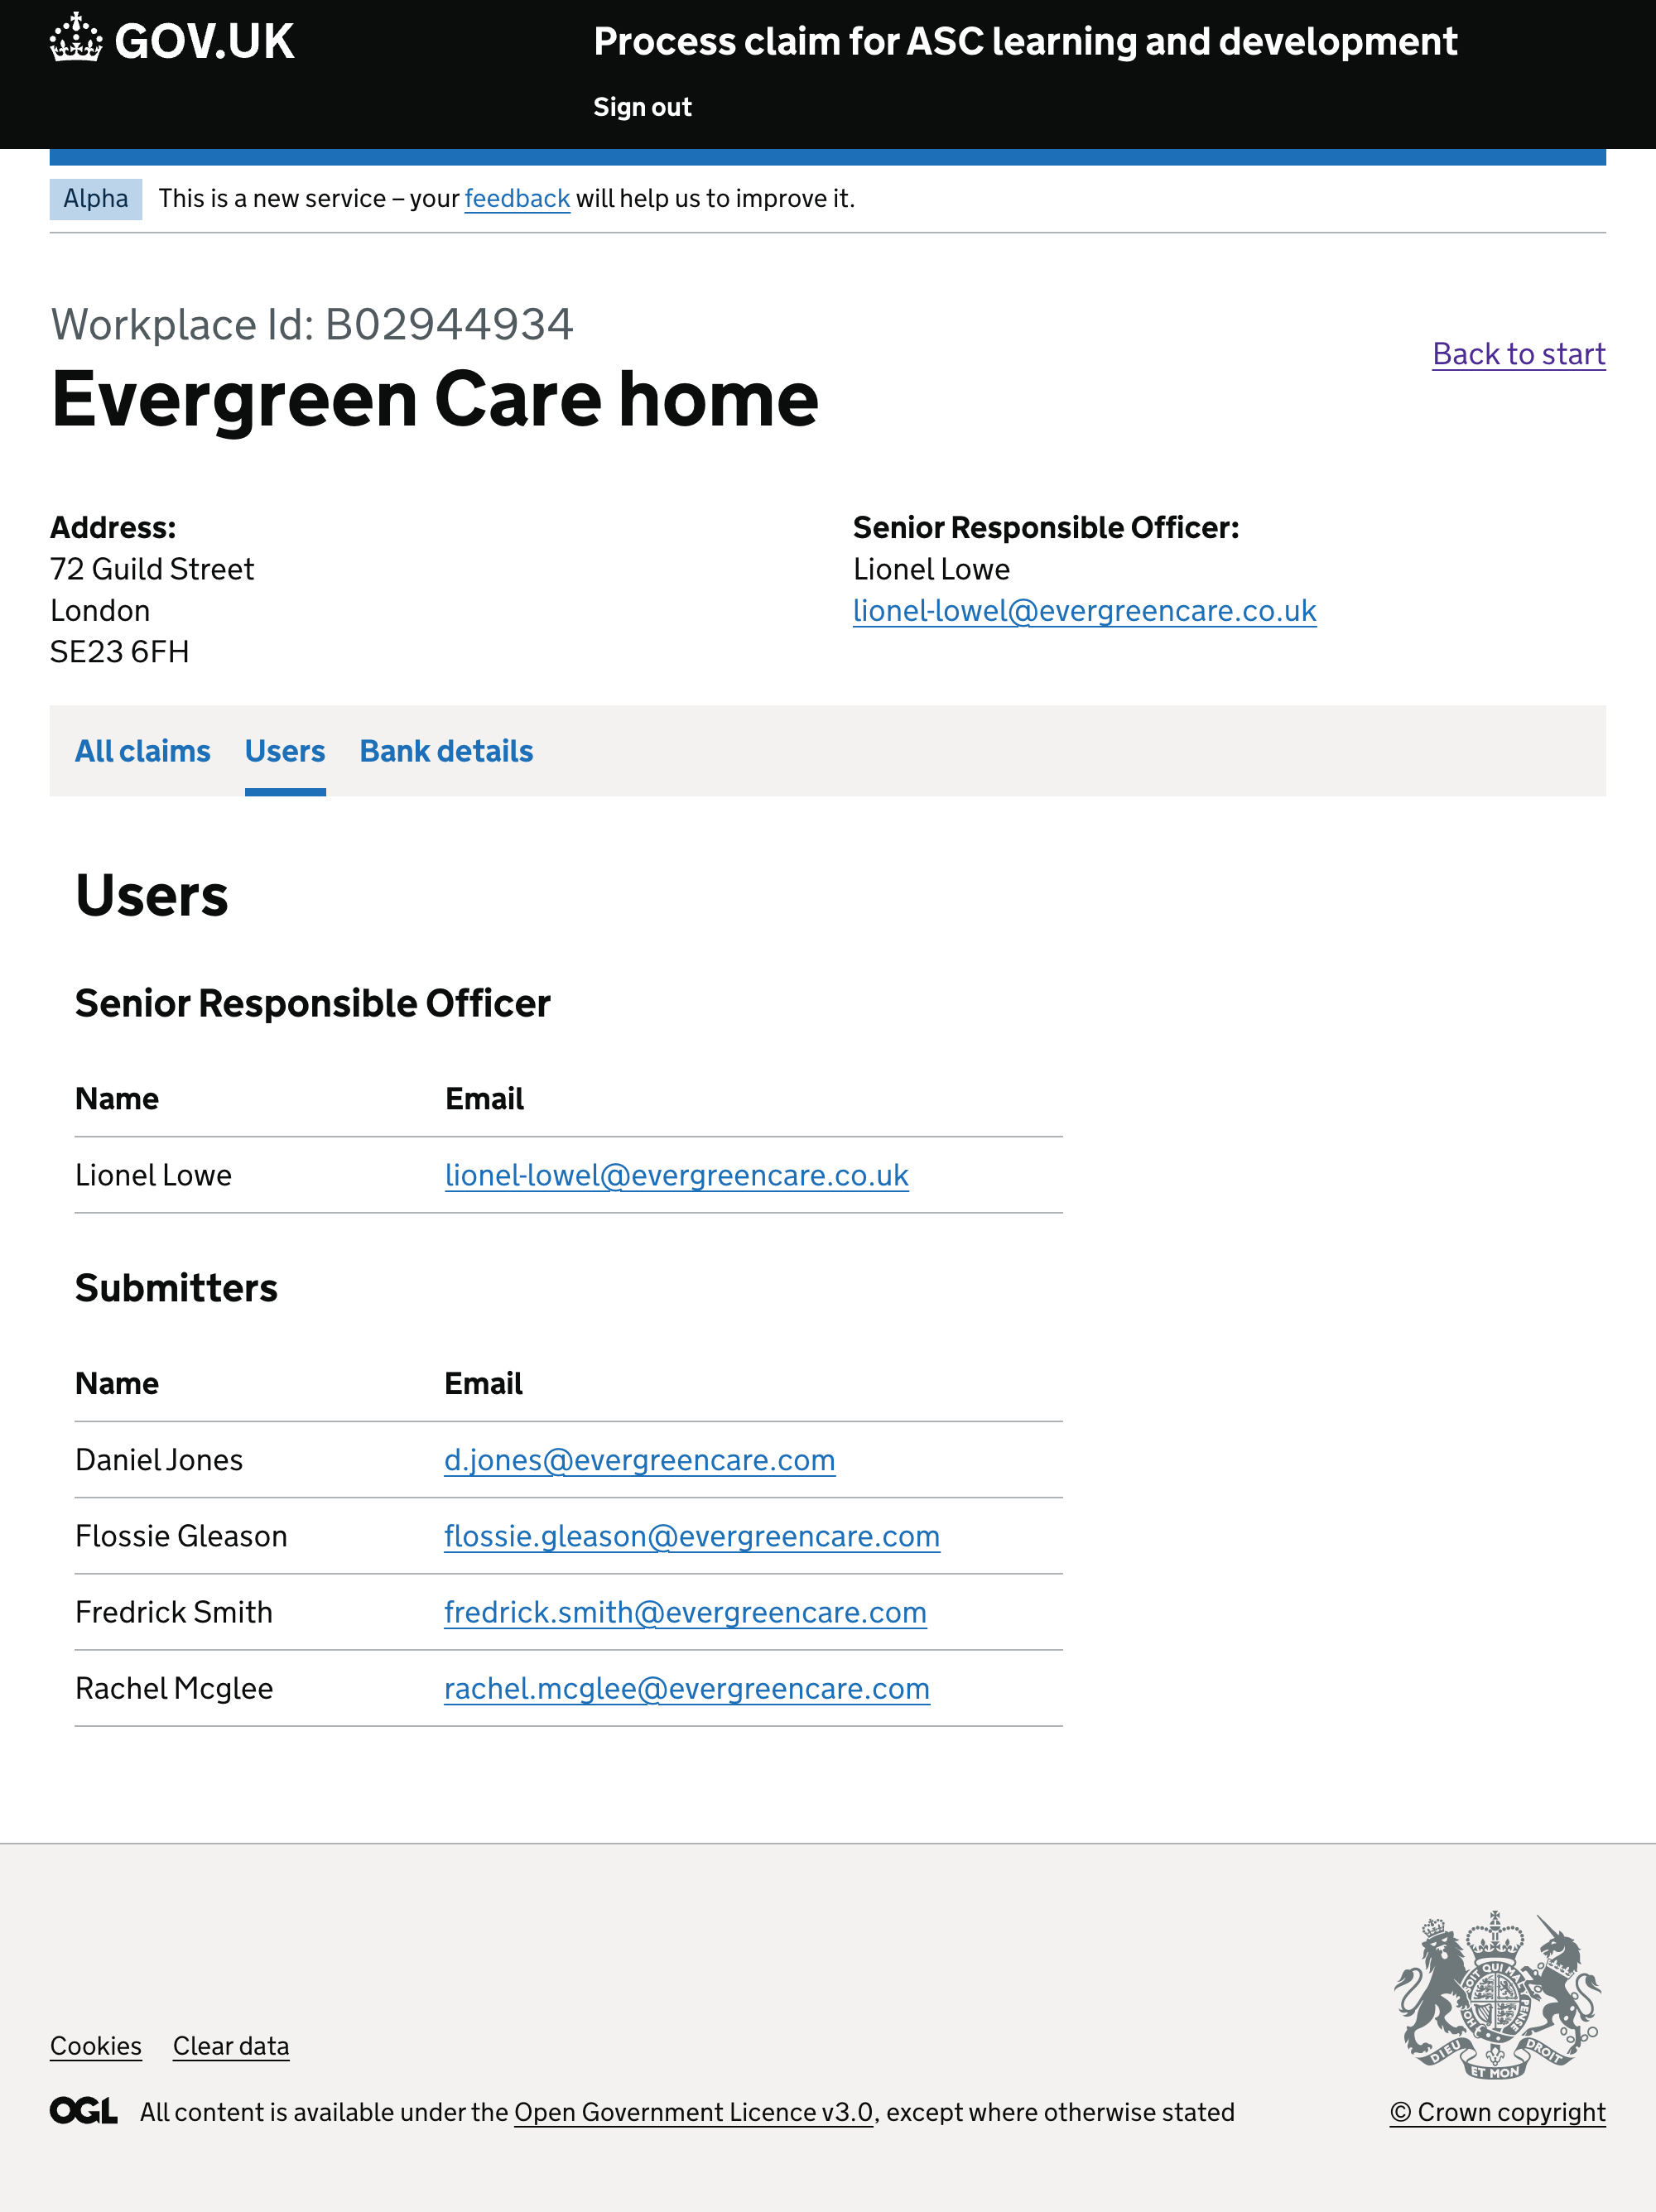 GOV.UK
Process claim for ASC learning and development
Sign out
Alpha This is a new service – your feedback will help us to improve it.
Workplace Id: B02944934
Back to start
Evergreen Care home
Address:
72 Guild Street
London
SE23 6FH
Senior Responsible Officer:
Lionel Lowe
lionel-lowel@evergreencare.co.uk
All claims Users Bank details
Users
Senior Responsible Officer
Name Email
Lionel Lowe lionel-lowel@evergreencare.co.uk
Submitters
Name Email
Daniel Jones d.jones@evergreencare.com
Flossie Gleason flossie.gleason@evergreencare.com
Fredrick Smith fredrick.smith@evergreencare.com
Rachel Mcglee rachel.mcglee@evergreencare.com
DIEU ET MON DROIT
Cookies Clear data
OGL All content is available under the Open Government Licence v3.0, except where otherwise stated
© Crown copyright